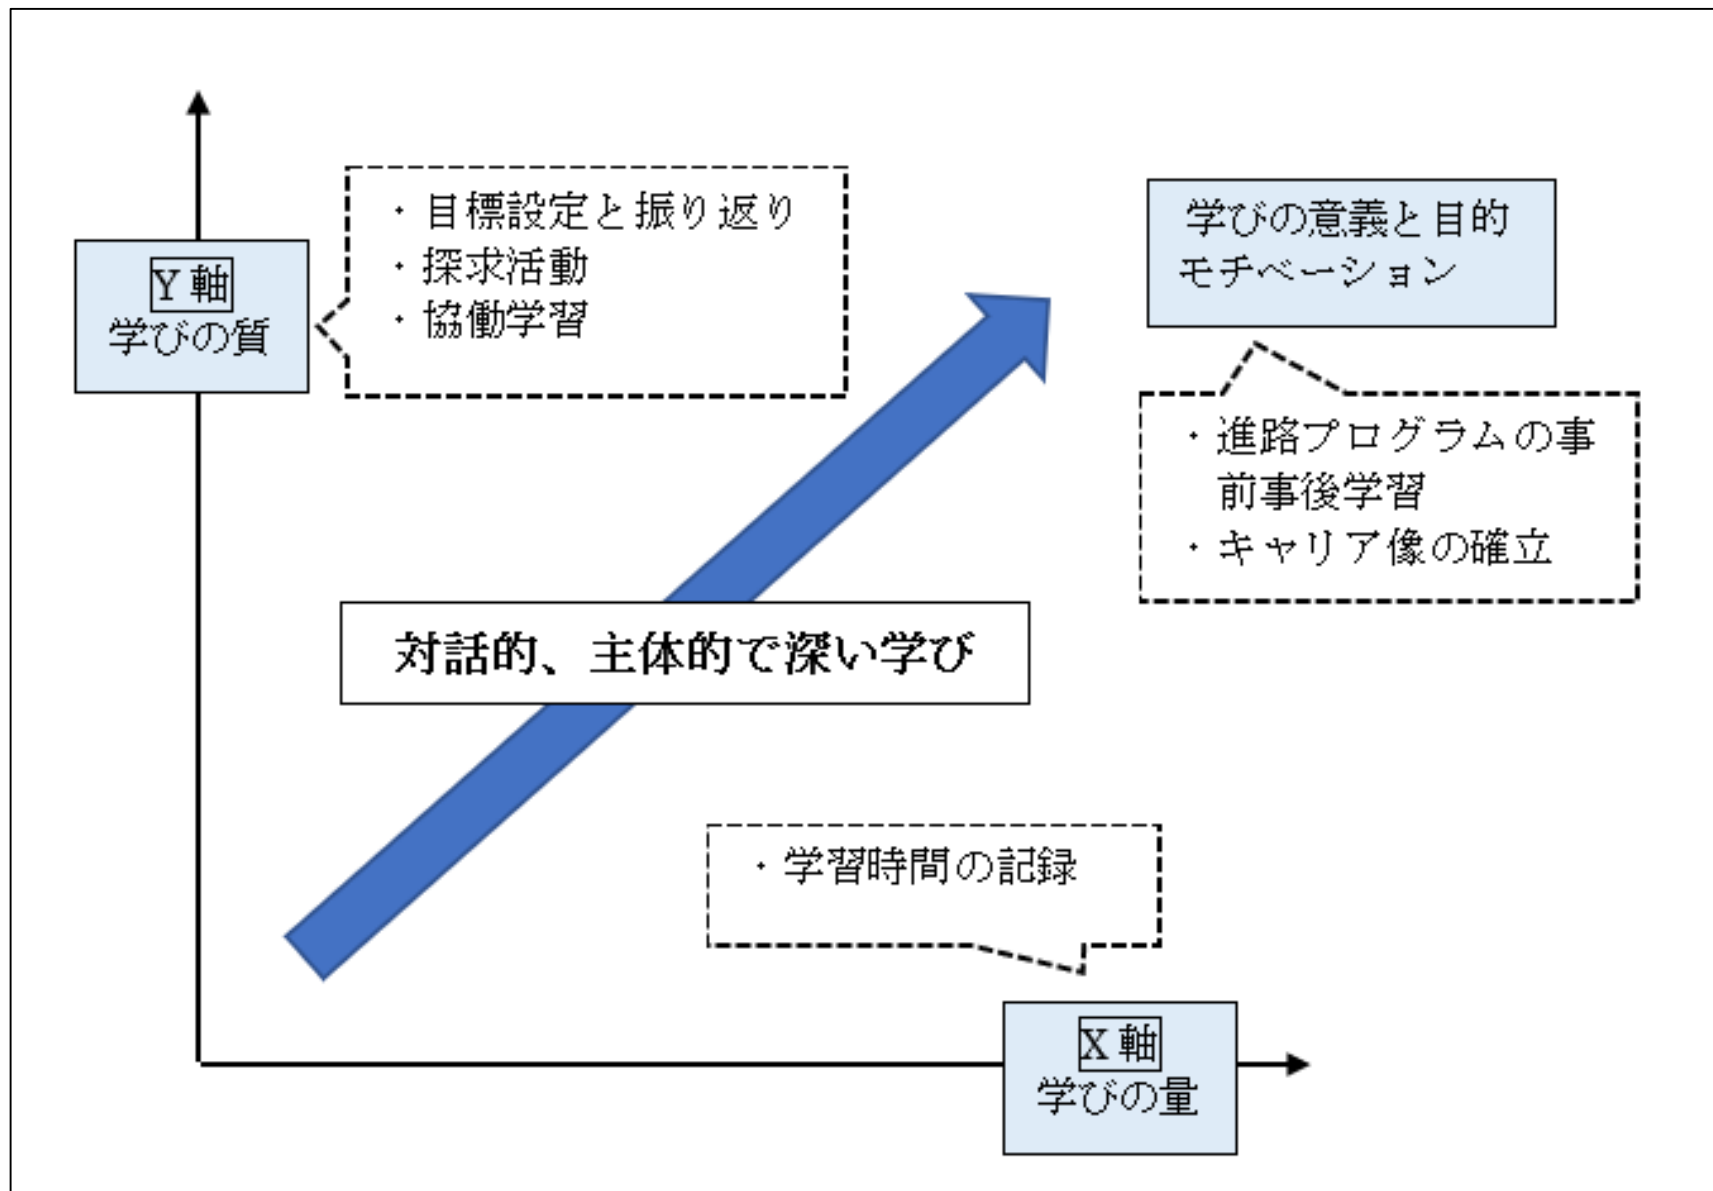 ・目標設定と振り返り
・探求活動
・協働学習
Y 軸
学びの質
学びの意義と目的
モチベーション
・進路プログラムの事
前事後学習
・キャリア像の確立
対話的、主体的で深い学び
・学習時間の記録
X 軸
学びの量